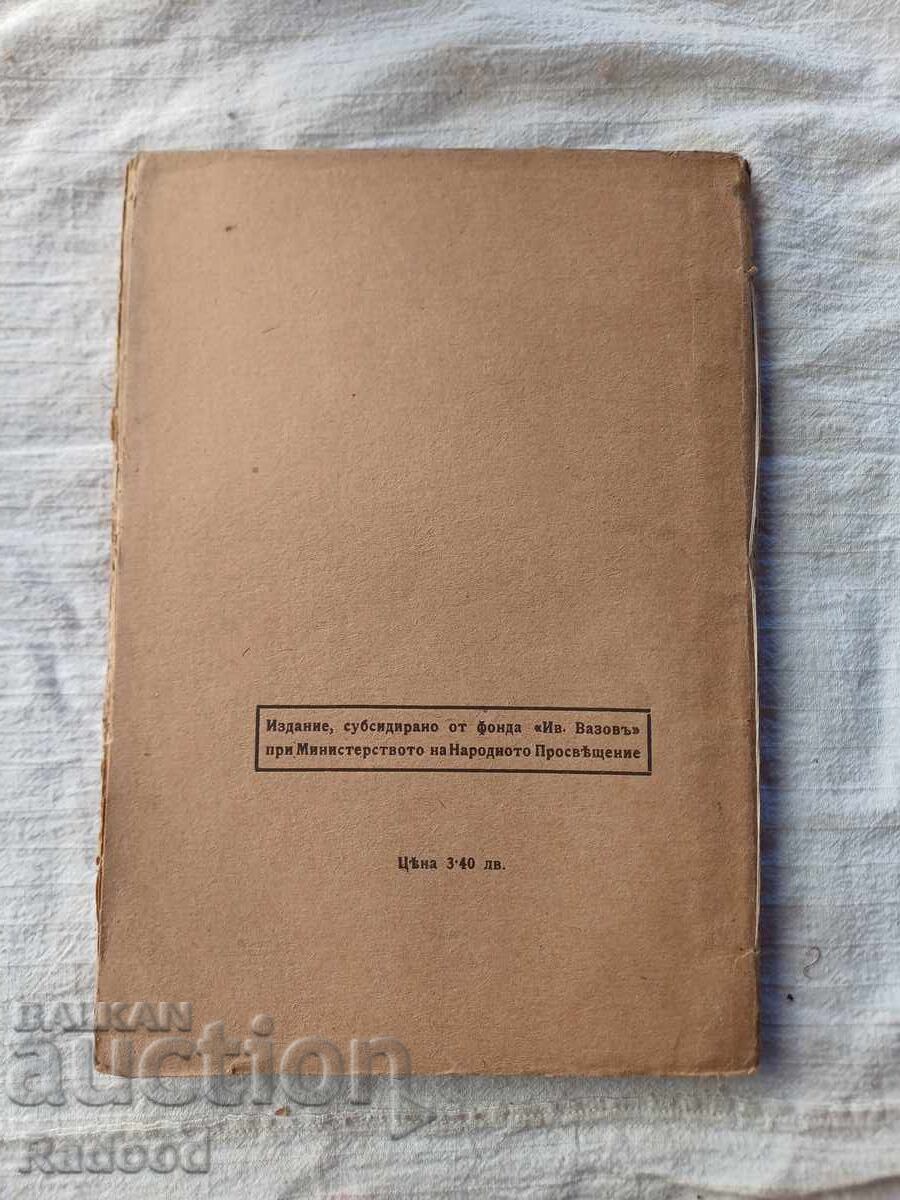 Издание, субсидирано от фонда «Ив. Вазовъ»
при Министерството на Народното Просвѣщение
Цѣна 3·40 лв.
BALKAN
auction
Radood